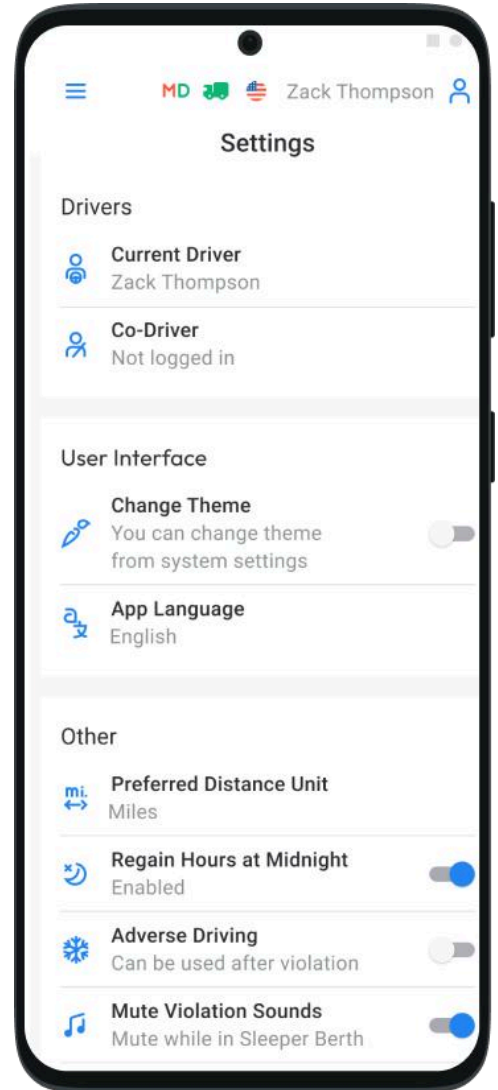 MD Zack Thompson
Settings
Drivers
Current Driver
Zack Thompson
Co-Driver
Not logged in
User Interface
Change Theme
You can change theme
from system settings
App Language
English
Other
mi.
Preferred Distance Unit
Miles
Regain Hours at Midnight
Enabled
Adverse Driving
Can be used after violation
Mute Violation Sounds
Mute while in Sleeper Berth